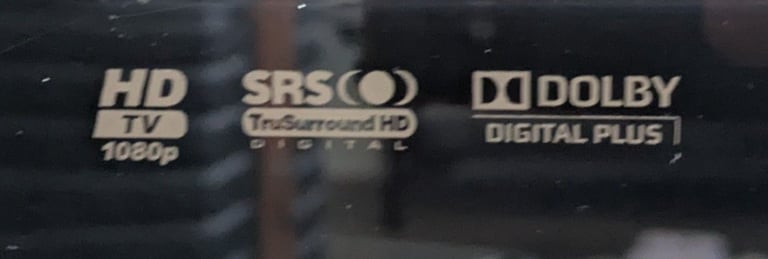 HD
TV
1080p
SRS
TruSurround HD
DIGITAL
DOLBY
DIGITAL PLUS